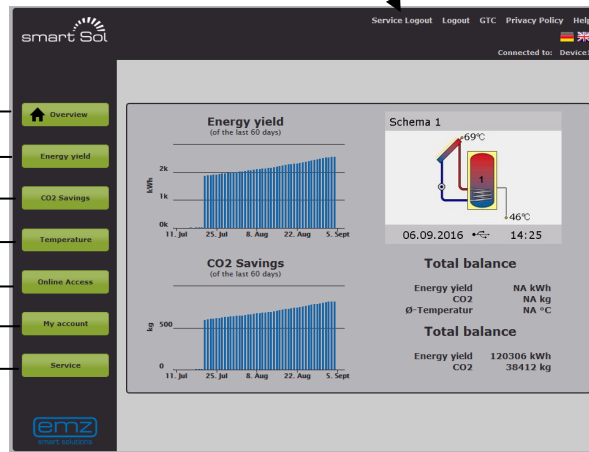 Service Logout Logout GTC Privacy Policy Help
smart Sol
Connected to: Device1
Overview
Energy yield
CO2 Savings
Temperature
Online Access
My account
Service
Energy yield
(of the last 60 days)
kWh
2k
1k
0k
11. Jul 25. Jul 8. Aug 22. Aug 5. Sept
CO2 Savings
(of the last 60 days)
kg
500
0
11. Jul 25. Jul 8. Aug 22. Aug 5. Sept
Schema 1
69°C
1
46°C
06.09.2016 14:25
Total balance
Energy yield NA kWh
CO2 NA kg
Ø-Temperatur NA °C
Total balance
Energy yield 120306 kWh
CO2 38412 kg
emz
smart solutions